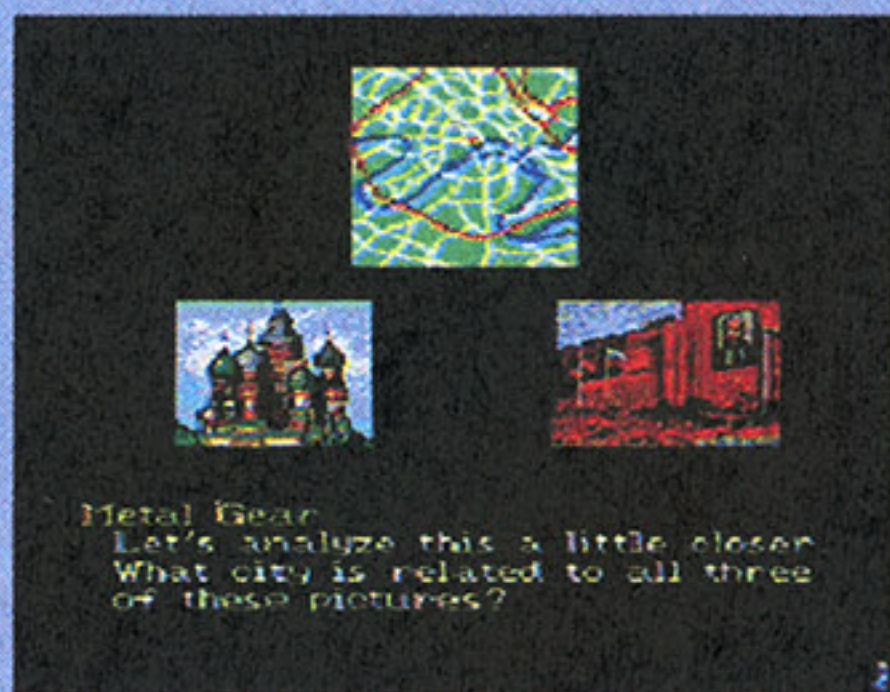 Metal Gear
Let's analyze this a little closer
What city is related to all three
of these pictures?